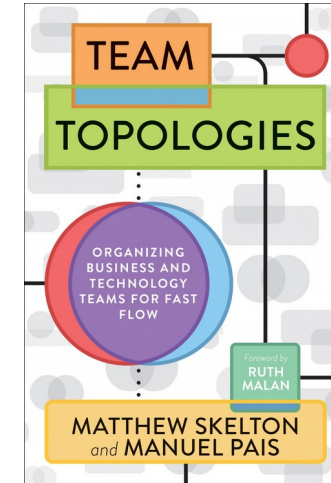 TEAM
TOPOLOGIES
ORGANIZING
BUSINESS AND
TECHNOLOGY
TEAMS FOR FAST
FLOW
Foreword by
RUTH
MALAN
MATTHEW SKELTON
and MANUEL PAIS